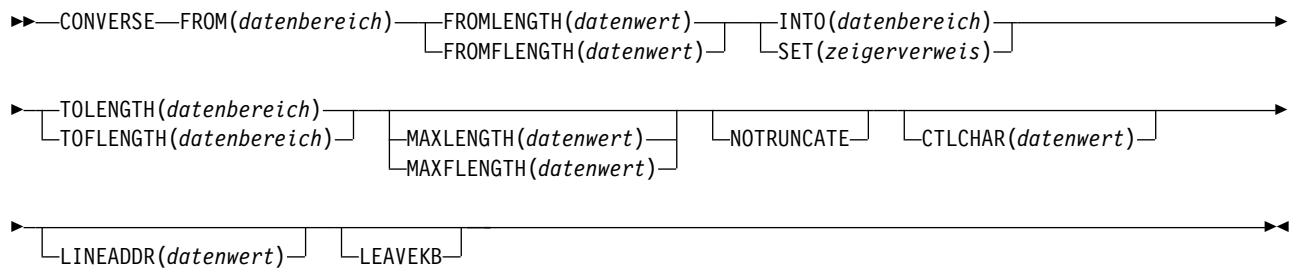 CONVERSE FROM(datenbereich) FROMLENGTH(datenwert) INTO(datenbereich)
FROMFLENGTH(datenwert) SET(zeigerverweis)
TOLENGTH(datenbereich)
TOFLENGTH(datenbereich) MAXLENGTH(datenwert) NOTRUNCATE CTLCHAR(datenwert)
MAXFLENGTH(datenwert)
LINEADDR(datenwert) LEAVEKB